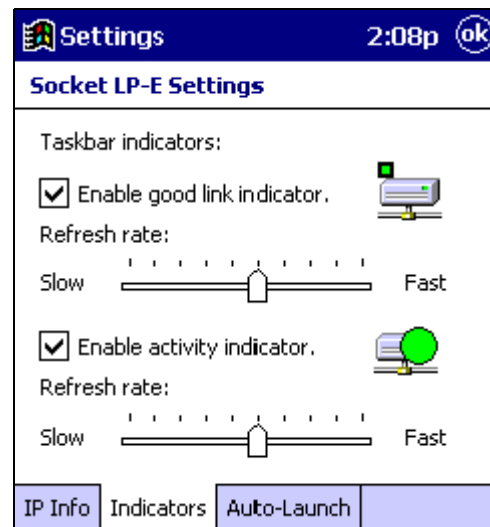 Settings 2:08p ok
Socket LP-E Settings
Taskbar indicators:
Enable good link indicator.
Refresh rate:
Slow Fast
Enable activity indicator.
Refresh rate:
Slow Fast
IP Info Indicators Auto-Launch